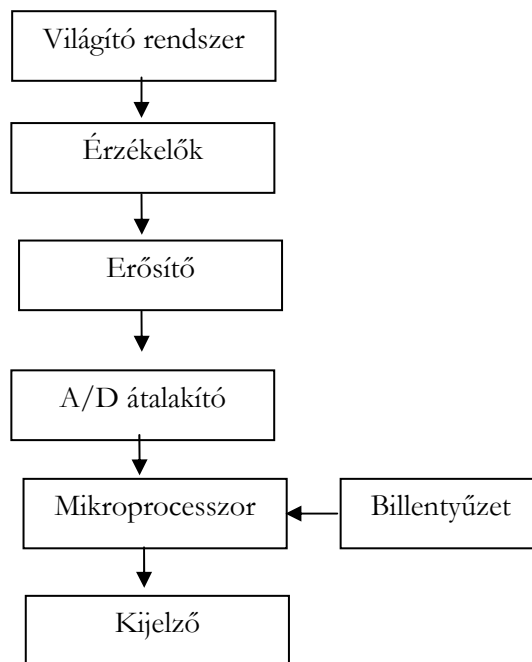 Világító rendszer
Érzékelők
Erősítő
A/D átalakító
Mikroprocesszor
Billentyűzet
Kijelző